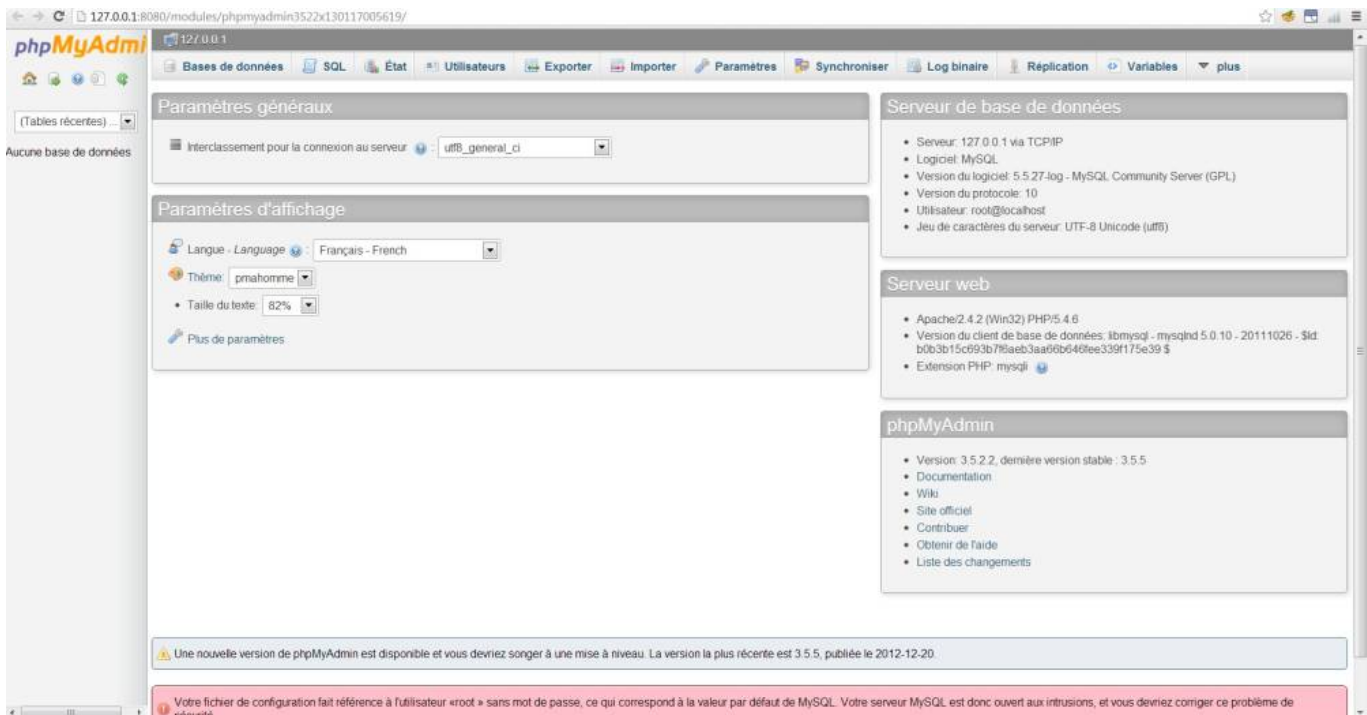 127.0.0.1:8080/modules/phpmyadmin3522x130117005619/
phpMyAdmi
127.0.0.1
Bases de données SQL État Utilisateurs Exporter Importer Paramètres Synchroniser Log binaire Réplication Variables plus
(Tables récentes) ...
Aucune base de données
Paramètres généraux
Interclassement pour la connexion au serveur : utf8_general_ci
Paramètres d'affichage
Langue - Language : Français - French
Thème: pmahomme
• Taille du texte: 82%
Plus de paramètres
Serveur de base de données
• Serveur: 127.0.0.1 via TCP/IP
• Logiciel: MySQL
• Version du logiciel: 5.5.27-log - MySQL Community Server (GPL)
• Version du protocole: 10
• Utilisateur: root@localhost
• Jeu de caractères du serveur: UTF-8 Unicode (utf8)
Serveur web
• Apache/2.4.2 (Win32) PHP/5.4.6
• Version du client de base de données: libmysql - mysqlnd 5.0.10 - 20111026 - $Id:
b0b3b15c693b7f6aeb3aa66b646fee339f175e39 $
• Extension PHP: mysqli
phpMyAdmin
• Version: 3.5.2.2, dernière version stable : 3.5.5
• Documentation
• Wiki
• Site officiel
• Contribuer
• Obtenir de l'aide
• Liste des changements
Une nouvelle version de phpMyAdmin est disponible et vous devriez songer à une mise à niveau. La version la plus récente est 3.5.5, publiée le 2012-12-20.
Votre fichier de configuration fait référence à l'utilisateur «root » sans mot de passe, ce qui correspond à la valeur par défaut de MySQL. Votre serveur MySQL est donc ouvert aux intrusions, et vous devriez corriger ce problème de
sécurité